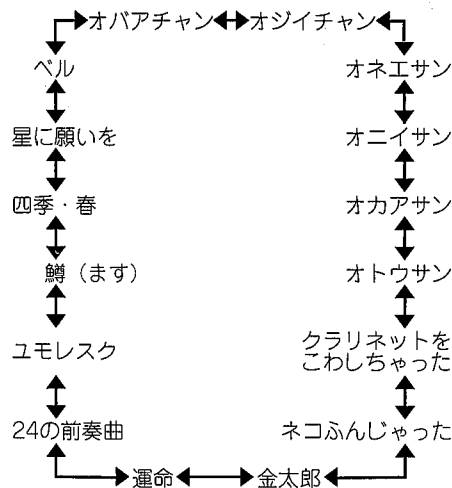 オバアチャン オジイチャン
ベル オネエサン
星に願いを オニイサン
四季・春 オカアサン
鱒（ます） オトウサン
ユモレスク クラリネットを
こわしちゃった
24の前奏曲 ネコふんじゃった
運命 金太郎